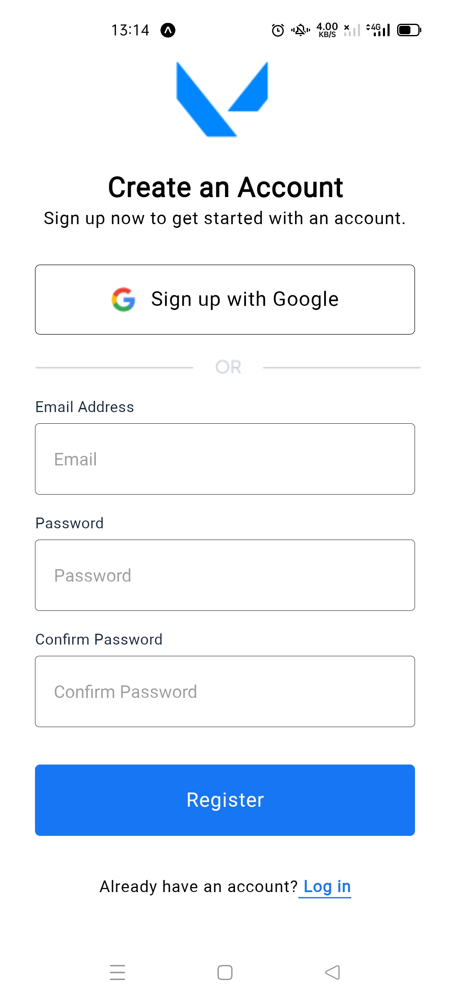 13:14 4.00 KB/S 4G
Create an Account
Sign up now to get started with an account.
Sign up with Google
OR
Email Address
Email
Password
Password
Confirm Password
Confirm Password
Register
Already have an account? Log in